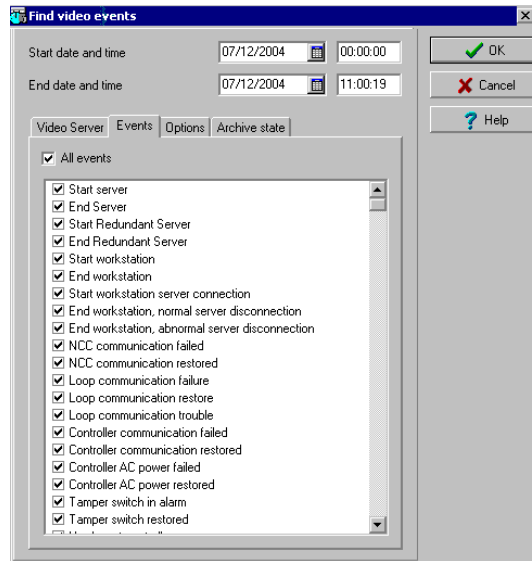 Find video events
Start date and time 07/12/2004 00:00:00
End date and time 07/12/2004 11:00:19
OK
Cancel
Help
Video Server Events Options Archive state
All events
Start server
End Server
Start Redundant Server
End Redundant Server
Start workstation
End workstation
Start workstation server connection
End workstation, normal server disconnection
End workstation, abnormal server disconnection
NCC communication failed
NCC communication restored
Loop communication failure
Loop communication restore
Loop communication trouble
Controller communication failed
Controller communication restored
Controller AC power failed
Controller AC power restored
Tamper switch in alarm
Tamper switch restored